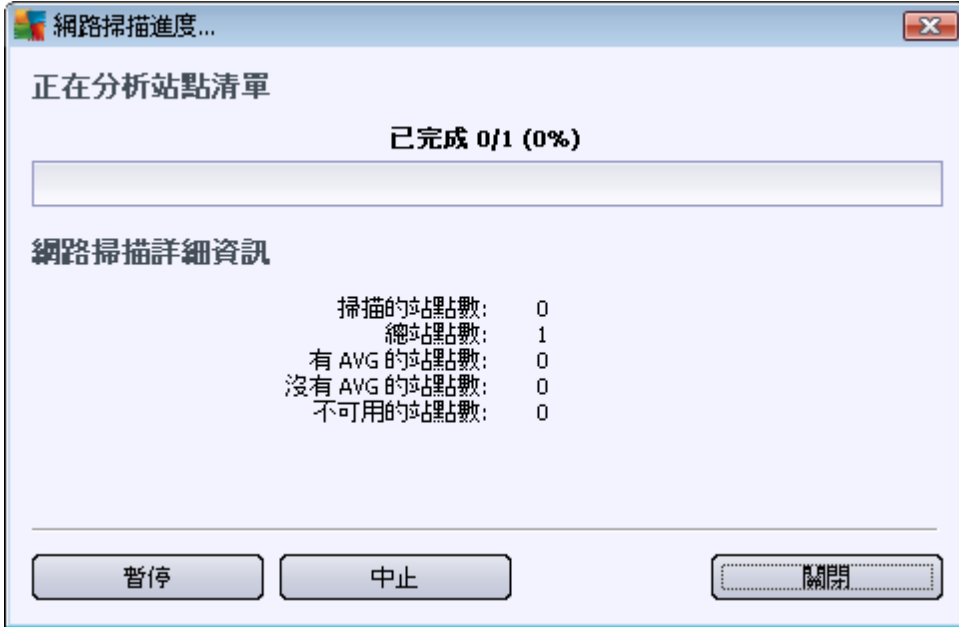 網路掃描進度...
正在分析站點清單
已完成 0/1 (0%)
網路掃描詳細資訊
掃描的站點數: 0
總站點數: 1
有 AVG 的站點數: 0
沒有 AVG 的站點數: 0
不可用的站點數: 0
暫停 中止 關閉